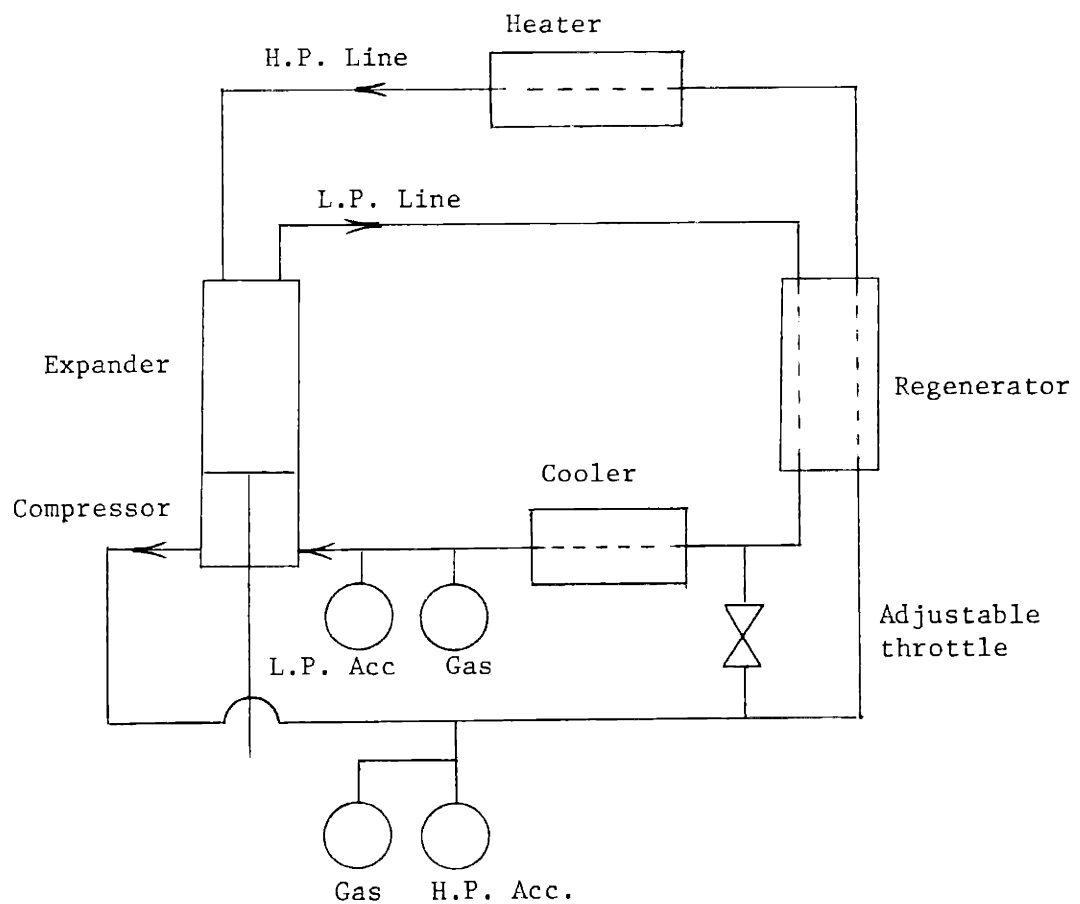 Heater
H.P. Line
L.P. Line
Expander
Regenerator
Cooler
Compressor
Adjustable
throttle
L.P. Acc
Gas
Gas
H.P. Acc.